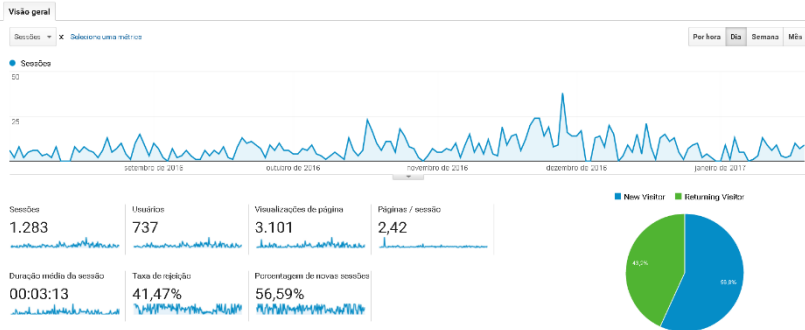 Visão geral
Sessões x Selecione uma métrica
Por hora Dia Semana Mês
Sessões
50
25
setembro de 2016 outubro de 2016 novembro de 2016 dezembro de 2016 janeiro de 2017
New Visitor Returning Visitor
Sessões Usuários Visualizações de página Páginas / sessão
1.283 737 3.101 2,42
Duração média da sessão Taxa de rejeição Porcentagem de novas sessões
00:03:13 41,47% 56,59%